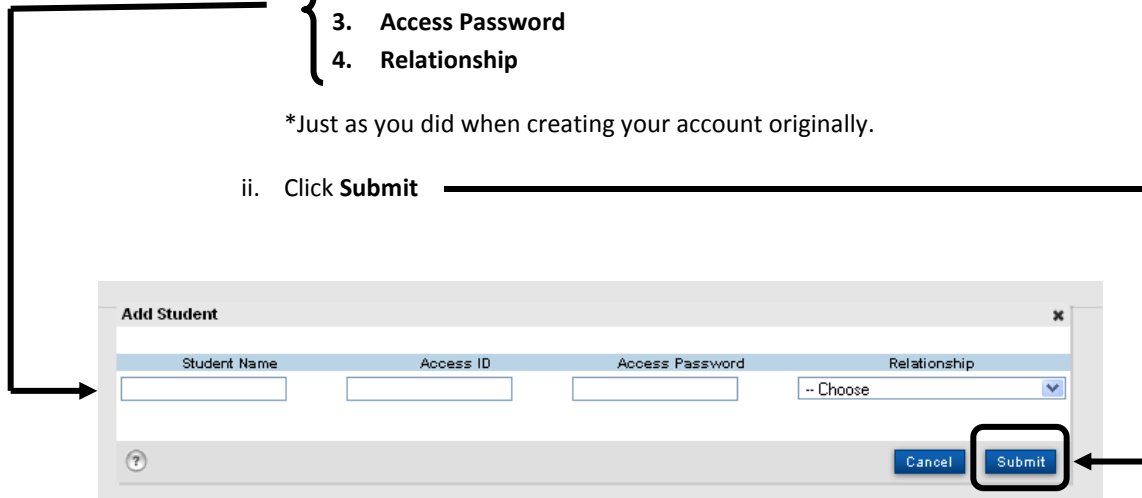 3. Access Password
4. Relationship
*Just as you did when creating your account originally.
ii. Click Submit
Add Student
Student Name Access ID Access Password Relationship
-- Choose
?
Cancel Submit